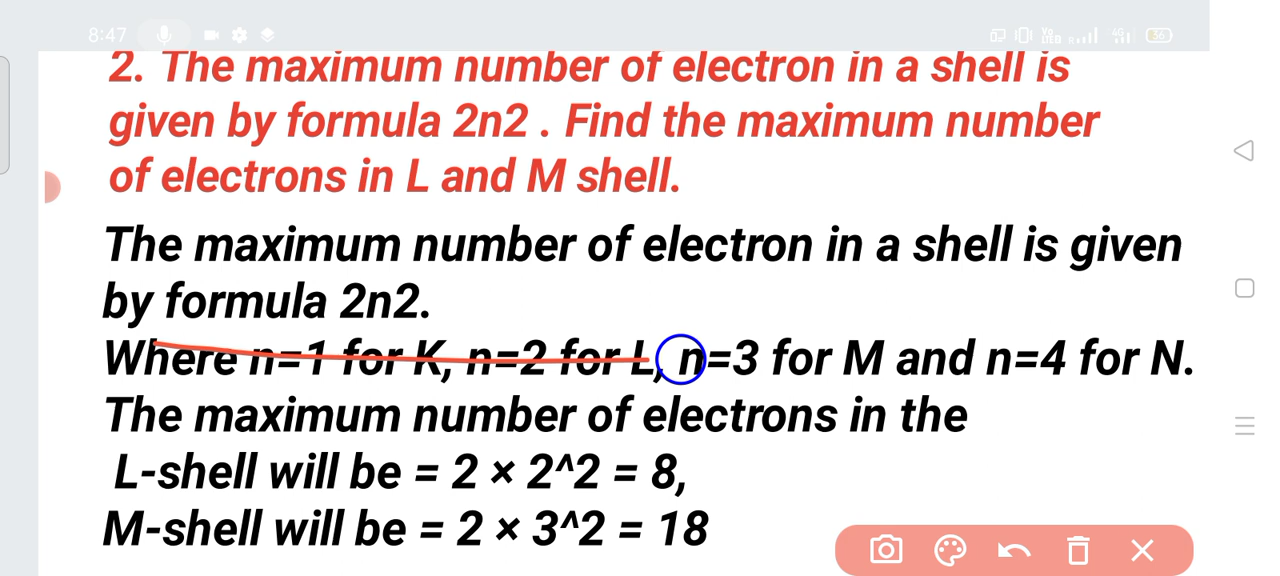 8:47
36
2. The maximum number of electron in a shell is
given by formula 2n2 . Find the maximum number
of electrons in L and M shell.
The maximum number of electron in a shell is given
by formula 2n2.
Where n=1 for K, n=2 for L, n=3 for M and n=4 for N.
The maximum number of electrons in the
L-shell will be = 2 × 2^2 = 8,
M-shell will be = 2 × 3^2 = 18